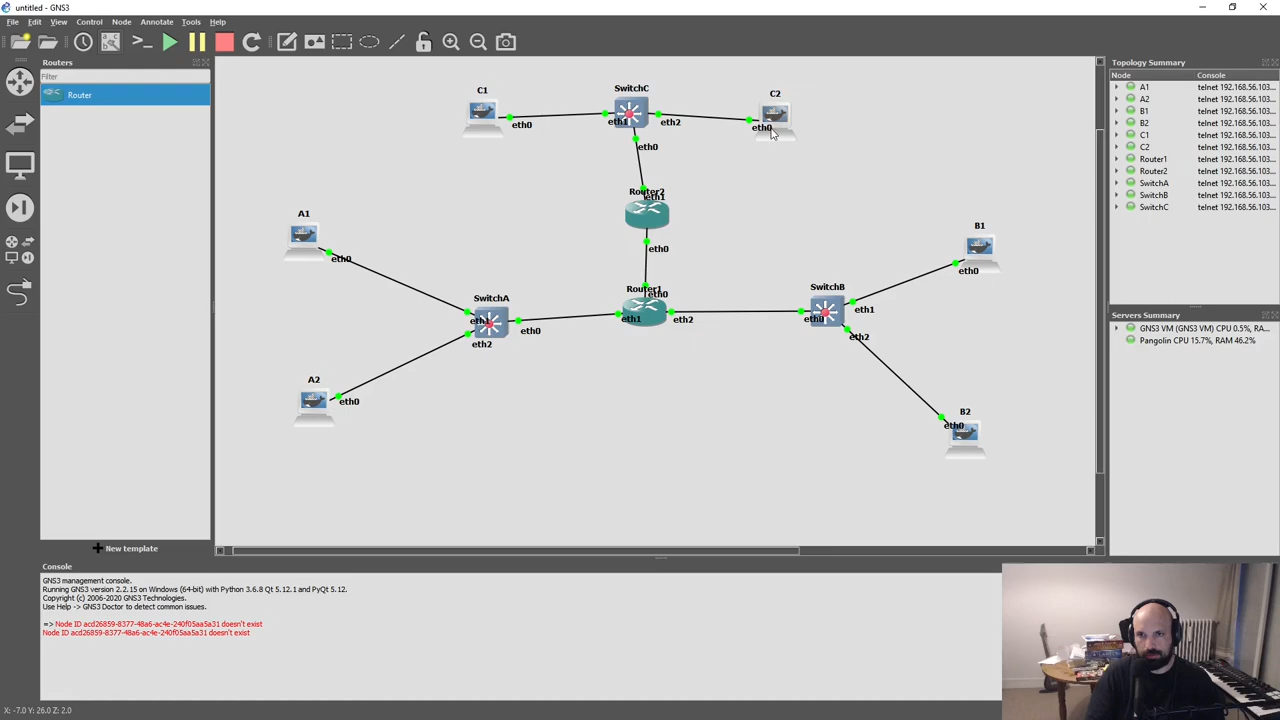 untitled - GNS3
File Edit View Control Node Annotate Tools Help
Routers
Filter
Router
New template
C1
SwitchC
C2
eth0
eth1
eth2
eth0
eth0
Router2
eth1
A1
eth0
B1
eth0
eth0
SwitchA
Router1
eth0
SwitchB
eth1
eth0
eth1
eth2
eth0
eth1
eth2
eth2
A2
eth0
B2
eth0
Topology Summary
Node Console
A1 telnet 192.168.56.103...
A2 telnet 192.168.56.103...
B1 telnet 192.168.56.103...
B2 telnet 192.168.56.103...
C1 telnet 192.168.56.103...
C2 telnet 192.168.56.103...
Router1 telnet 192.168.56.103...
Router2 telnet 192.168.56.103...
SwitchA telnet 192.168.56.103...
SwitchB telnet 192.168.56.103...
SwitchC telnet 192.168.56.103...
Servers Summary
GNS3 VM (GNS3 VM) CPU 0.5%, RA...
Pangolin CPU 15.7%, RAM 46.2%
Console
GNS3 management console.
Running GNS3 version 2.2.15 on Windows (64-bit) with Python 3.6.8 Qt 5.12.1 and PyQt 5.12.
Copyright (c) 2006-2020 GNS3 Technologies.
Use Help -> GNS3 Doctor to detect common issues.
=> Node ID acd26859-8377-48a6-ac4e-240f05aa5a31 doesn't exist
Node ID acd26859-8377-48a6-ac4e-240f05aa5a31 doesn't exist
X: -7.0 Y: 26.0 Z: 2.0